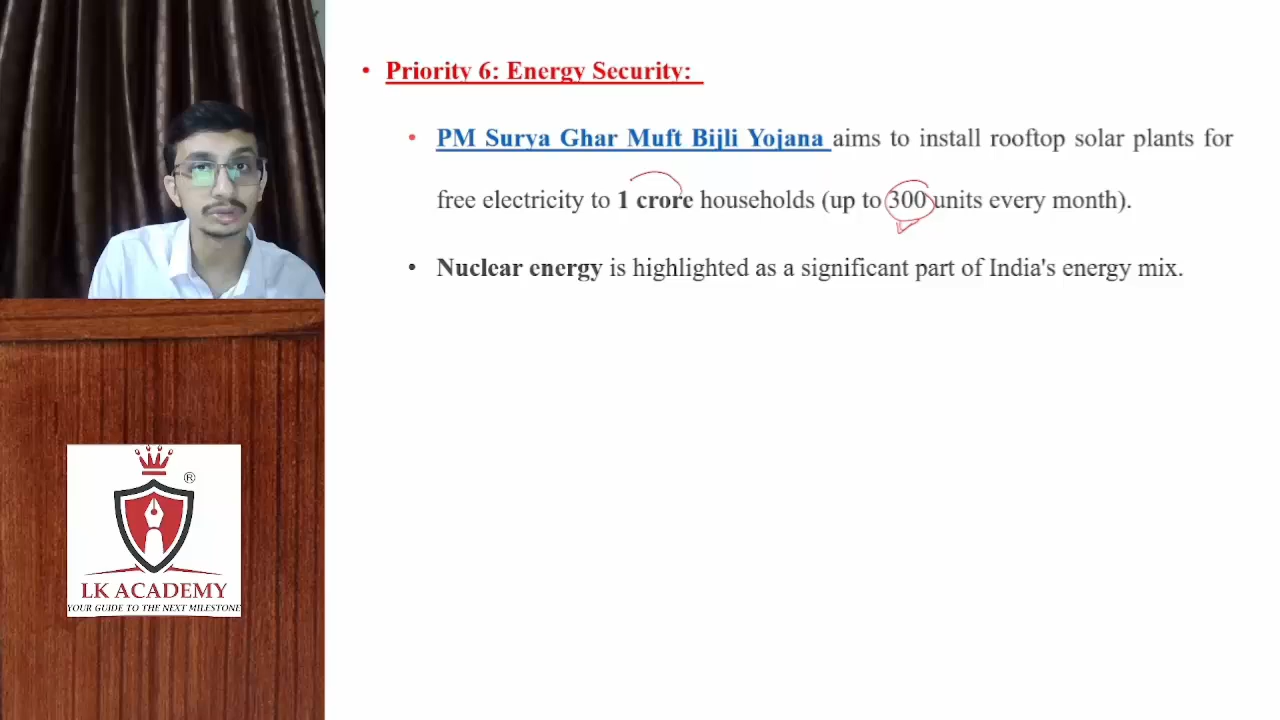 • Priority 6: Energy Security:
• PM Surya Ghar Muft Bijli Yojana aims to install rooftop solar plants for
free electricity to 1 crore households (up to 300 units every month).
• Nuclear energy is highlighted as a significant part of India's energy mix.
®
LK ACADEMY
YOUR GUIDE TO THE NEXT MILESTONE